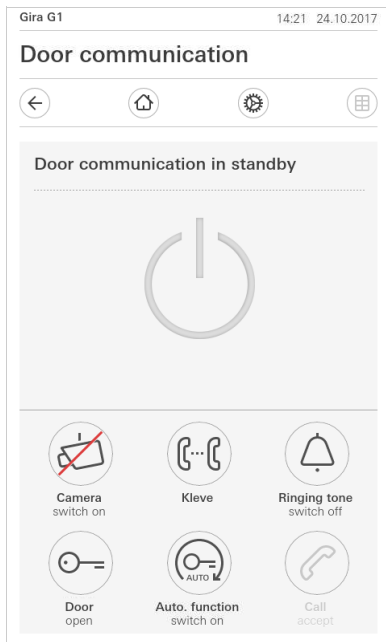 Gira G1 14:21 24.10.2017
Door communication
Door communication in standby
Camera Kleve Ringing tone
switch on switch off
AUTO
Door Auto. function Call
open switch on accept